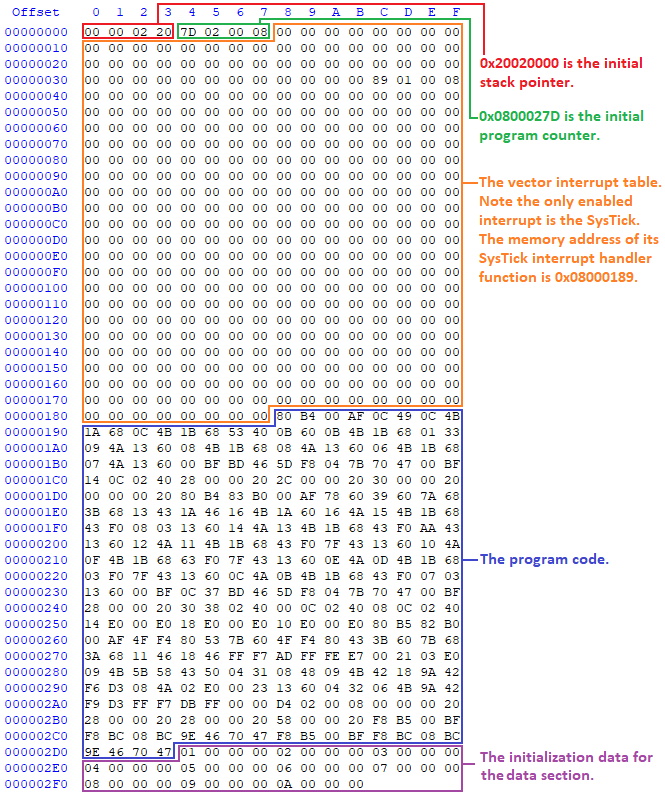 Offset 0 1 2 3 4 5 6 7 8 9 A B C D E F
00000000 00 00 02 20 7D 02 00 08 00 00 00 00 00 00 00 00
00000010 00 00 00 00 00 00 00 00 00 00 00 00 00 00 00 00
00000020 00 00 00 00 00 00 00 00 00 00 00 00 00 00 00 00
00000030 00 00 00 00 00 00 00 00 00 00 00 00 89 01 00 08
00000040 00 00 00 00 00 00 00 00 00 00 00 00 00 00 00 00
00000050 00 00 00 00 00 00 00 00 00 00 00 00 00 00 00 00
00000060 00 00 00 00 00 00 00 00 00 00 00 00 00 00 00 00
00000070 00 00 00 00 00 00 00 00 00 00 00 00 00 00 00 00
00000080 00 00 00 00 00 00 00 00 00 00 00 00 00 00 00 00
00000090 00 00 00 00 00 00 00 00 00 00 00 00 00 00 00 00
000000A0 00 00 00 00 00 00 00 00 00 00 00 00 00 00 00 00
000000B0 00 00 00 00 00 00 00 00 00 00 00 00 00 00 00 00
000000C0 00 00 00 00 00 00 00 00 00 00 00 00 00 00 00 00
000000D0 00 00 00 00 00 00 00 00 00 00 00 00 00 00 00 00
000000E0 00 00 00 00 00 00 00 00 00 00 00 00 00 00 00 00
000000F0 00 00 00 00 00 00 00 00 00 00 00 00 00 00 00 00
00000100 00 00 00 00 00 00 00 00 00 00 00 00 00 00 00 00
00000110 00 00 00 00 00 00 00 00 00 00 00 00 00 00 00 00
00000120 00 00 00 00 00 00 00 00 00 00 00 00 00 00 00 00
00000130 00 00 00 00 00 00 00 00 00 00 00 00 00 00 00 00
00000140 00 00 00 00 00 00 00 00 00 00 00 00 00 00 00 00
00000150 00 00 00 00 00 00 00 00 00 00 00 00 00 00 00 00
00000160 00 00 00 00 00 00 00 00 00 00 00 00 00 00 00 00
00000170 00 00 00 00 00 00 00 00 00 00 00 00 00 00 00 00
00000180 00 00 00 00 00 00 00 00 80 B4 00 AF 0C 49 0C 4B
00000190 1A 68 0C 4B 1B 68 53 40 0B 60 0B 4B 1B 68 01 33
000001A0 09 4A 13 60 08 4B 1B 68 08 4A 13 60 06 4B 1B 68
000001B0 07 4A 13 60 00 BF BD 46 5D F8 04 7B 70 47 00 BF
000001C0 14 0C 02 40 28 00 00 20 2C 00 00 20 30 00 00 20
000001D0 00 00 00 20 80 B4 83 B0 00 AF 78 60 39 60 7A 68
000001E0 3B 68 13 43 1A 46 16 4B 1A 60 16 4A 15 4B 1B 68
000001F0 43 F0 08 03 13 60 14 4A 13 4B 1B 68 43 F0 AA 43
00000200 13 60 12 4A 11 4B 1B 68 43 F0 7F 43 13 60 10 4A
00000210 0F 4B 1B 68 63 F0 7F 43 13 60 0E 4A 0D 4B 1B 68
00000220 03 F0 7F 43 13 60 0C 4A 0B 4B 1B 68 43 F0 07 03
00000230 13 60 00 BF 0C 37 BD 46 5D F8 04 7B 70 47 00 BF
00000240 28 00 00 20 30 38 02 40 00 0C 02 40 08 0C 02 40
00000250 14 E0 00 E0 18 E0 00 E0 10 E0 00 E0 80 B5 82 B0
00000260 00 AF 4F F4 80 53 7B 60 4F F4 80 43 3B 60 7B 68
00000270 3A 68 11 46 18 46 FF F7 AD FF FE E7 00 21 03 E0
00000280 09 4B 5B 58 43 50 04 31 08 48 09 4B 42 18 9A 42
00000290 F6 D3 08 4A 02 E0 00 23 13 60 04 32 06 4B 9A 42
000002A0 F9 D3 FF F7 DB FF 00 00 D4 02 00 08 00 00 00 20
000002B0 28 00 00 20 28 00 00 20 58 00 00 20 F8 B5 00 BF
000002C0 F8 BC 08 BC 9E 46 70 47 F8 B5 00 BF F8 BC 08 BC
000002D0 9E 46 70 47 01 00 00 00 02 00 00 00 03 00 00 00
000002E0 04 00 00 00 05 00 00 00 06 00 00 00 07 00 00 00
000002F0 08 00 00 00 09 00 00 00 0A 00 00 00
0x20020000 is the initial
stack pointer.
0x0800027D is the initial
program counter.
The vector interrupt table.
Note the only enabled
interrupt is the SysTick.
The memory address of its
SysTick interrupt handler
function is 0x08000189.
The program code.
The initialization data for
the data section.